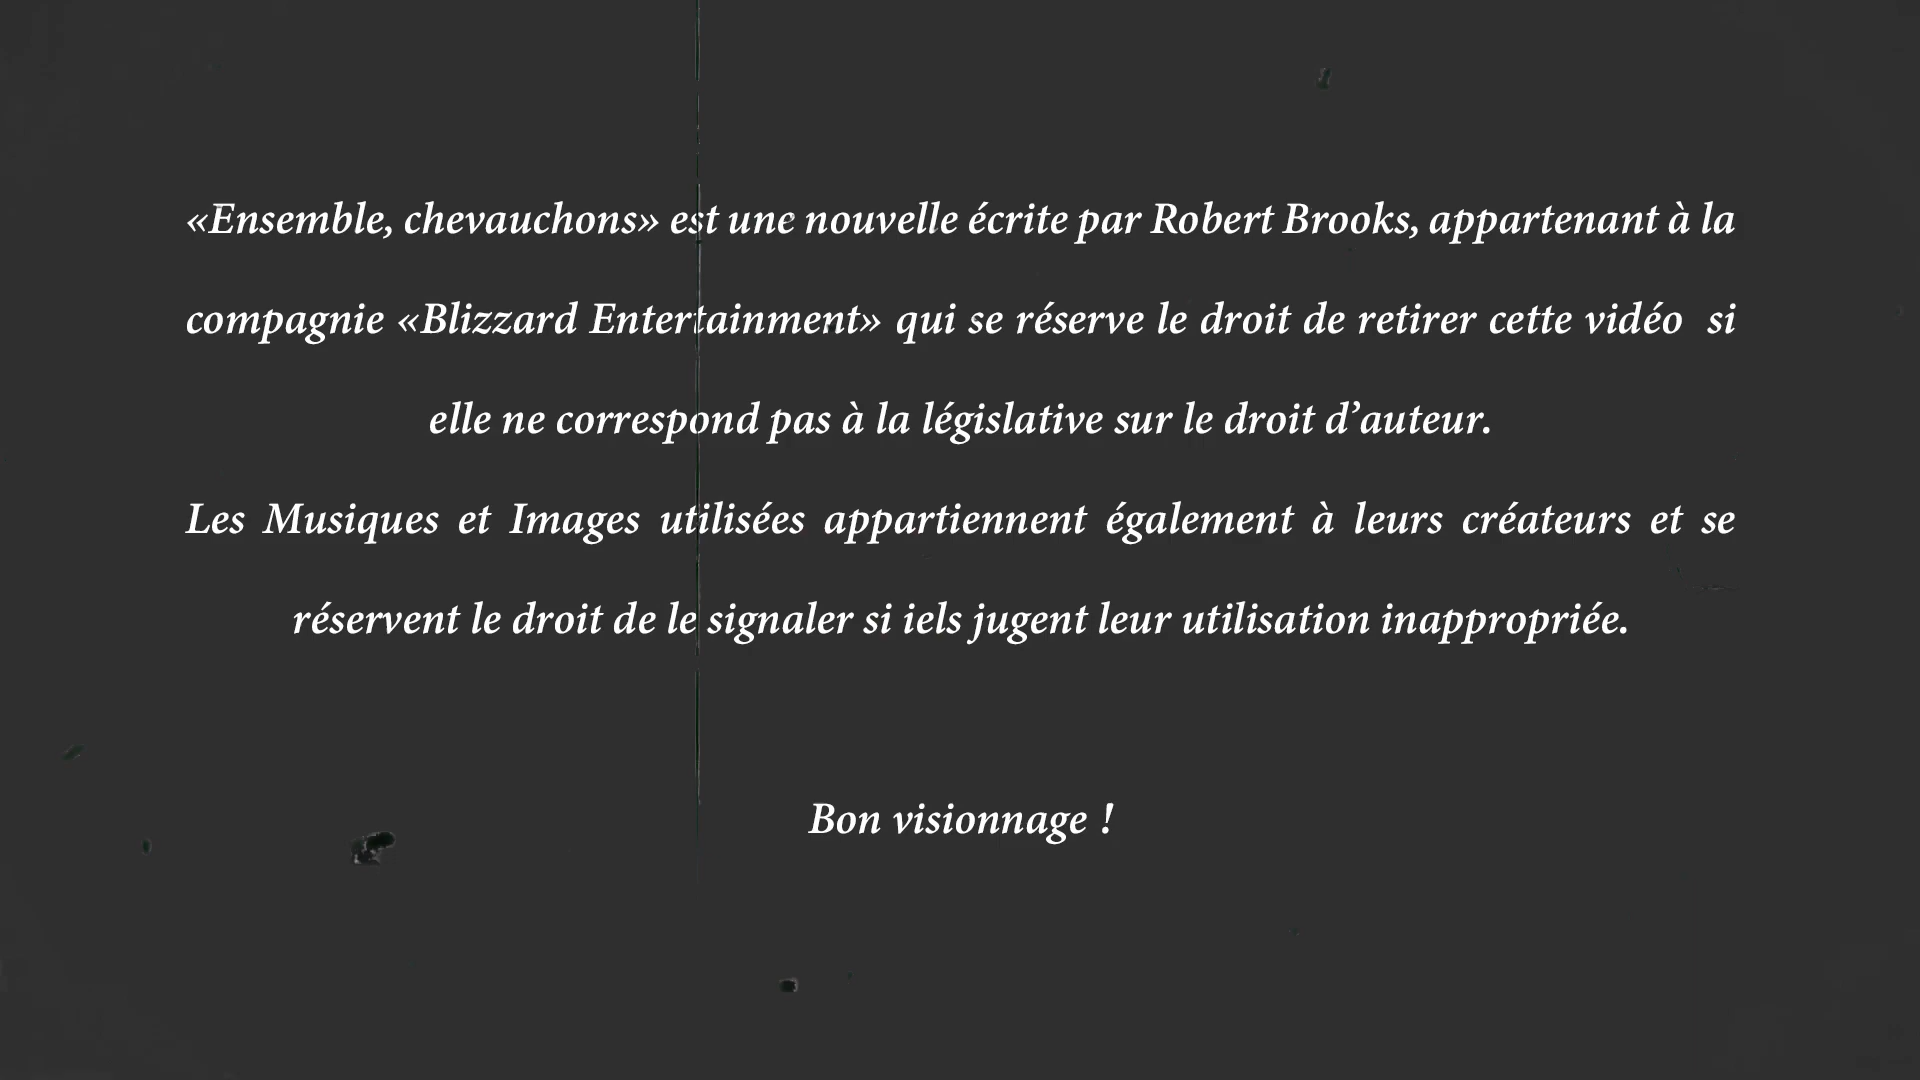 «Ensemble, chevauchons» est une nouvelle écrite par Robert Brooks, appartenant à la
compagnie «Blizzard Entertainment» qui se réserve le droit de retirer cette vidéo  si
elle ne correspond pas à la législative sur le droit d’auteur.
Les Musiques et Images utilisées appartiennent également à leurs créateurs et se
réservent le droit de le signaler si iels jugent leur utilisation inappropriée.
Bon visionnage !